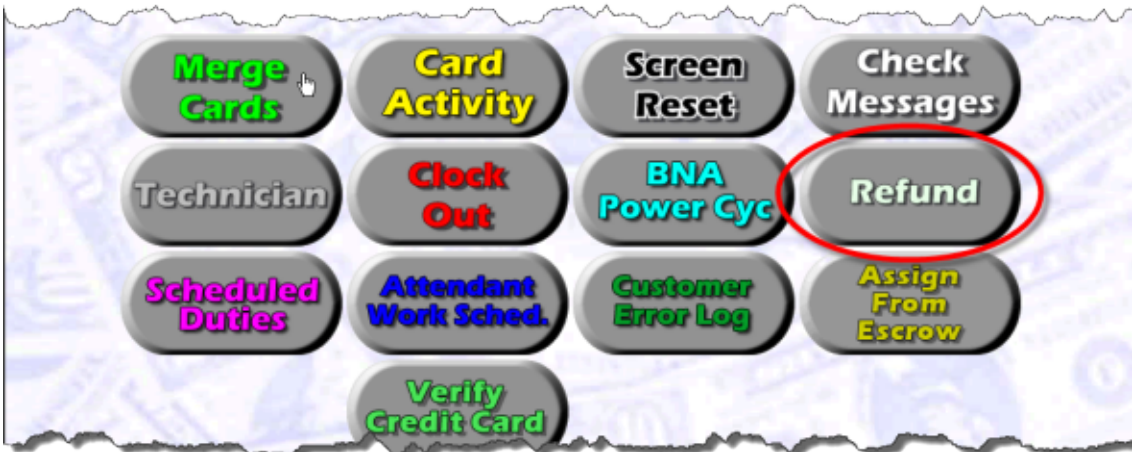 Merge
Cards
Card
Activity
Screen
Reset
Check
Messages
Technician
Clock
Out
BNA
Power Cyc
Refund
Scheduled
Duties
Attendant
Work Sched.
Customer
Error Log
Assign
From
Escrow
Verify
Credit Card